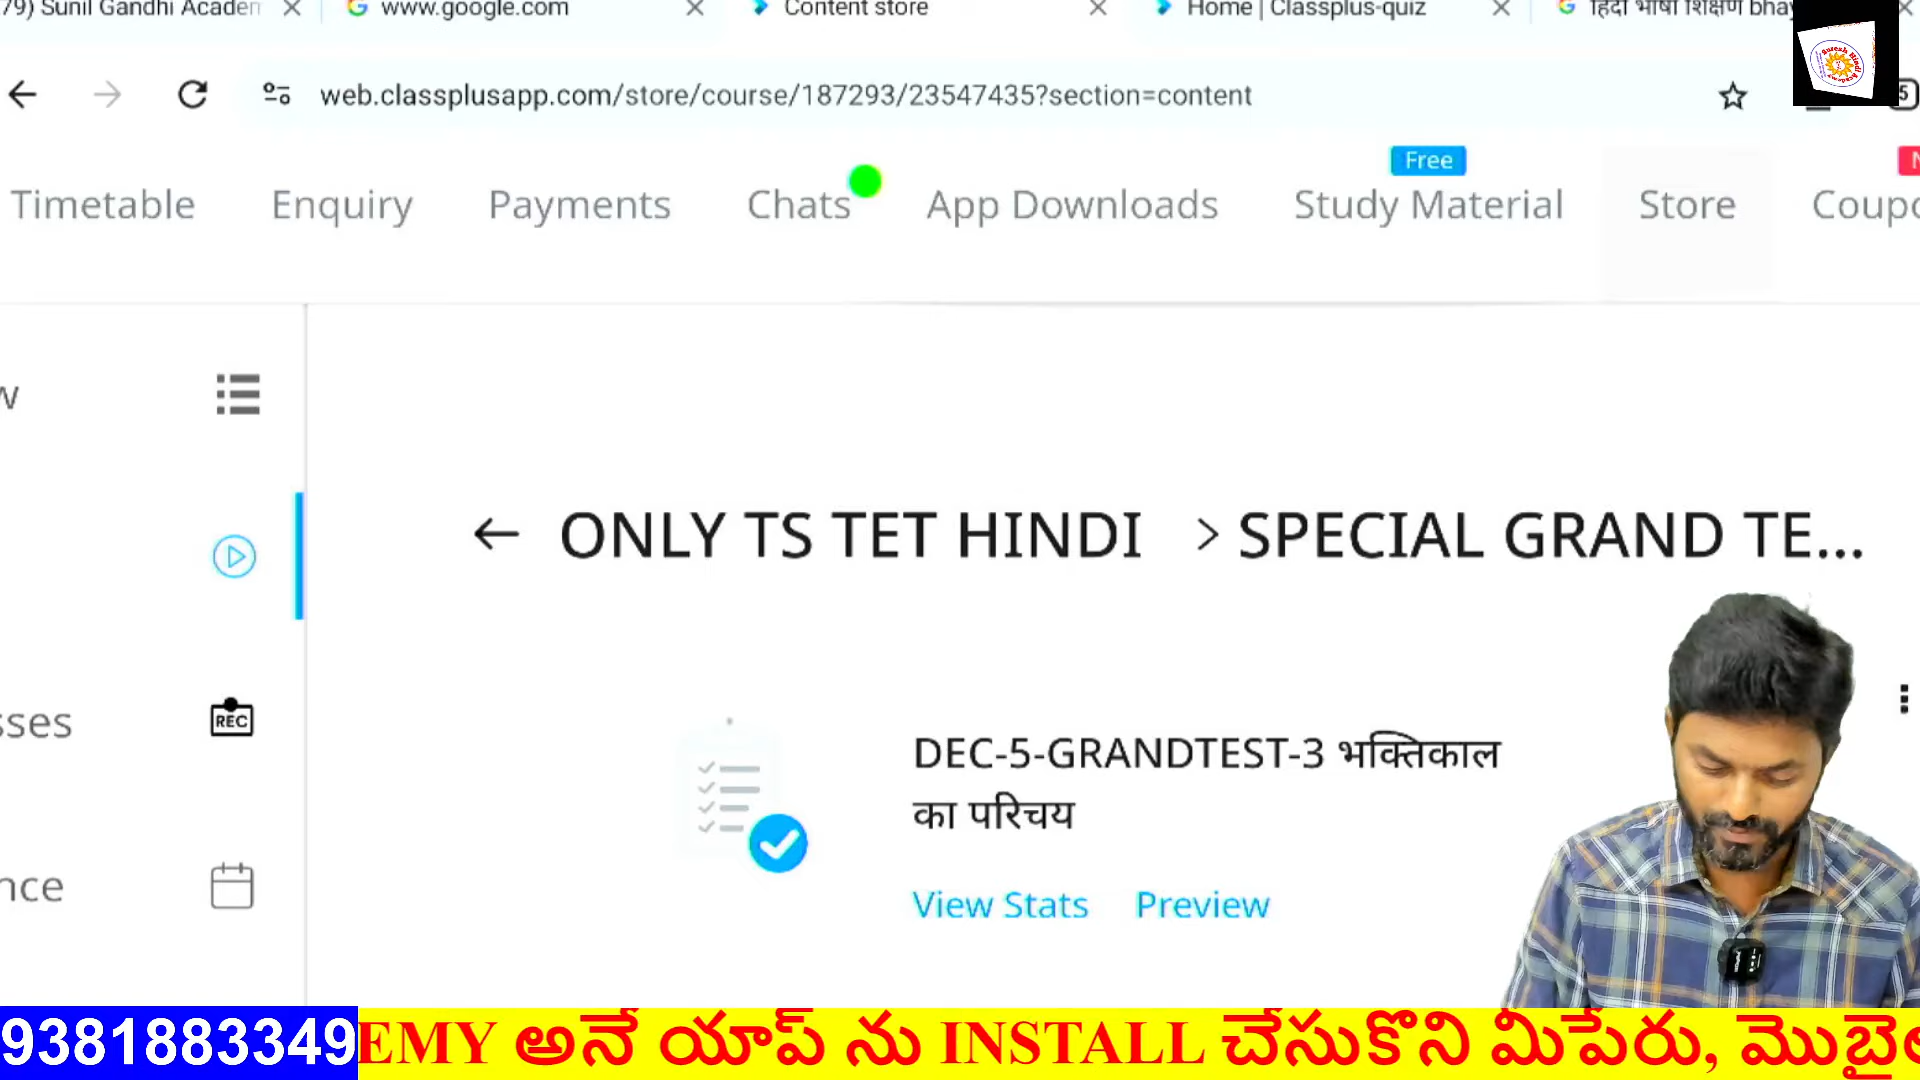 79) Sunil Gandhi Academ
www.google.com
Content store
Home | Classplus-quiz
हिंदी भाषा शिक्षण bhay
web.classplusapp.com/store/course/187293/23547435?section=content
Free
Timetable
Enquiry
Payments
Chats
App Downloads
Study Material
Store
Coupo
w
ONLY TS TET HINDI > SPECIAL GRAND TE...
sses
REC
DEC-5-GRANDTEST-3 भक्तिकाल
का परिचय
nce
View Stats
Preview
9381883349
EMY అనే యాప్ ను INSTALL చేసుకొని మీపేరు, మొబైల